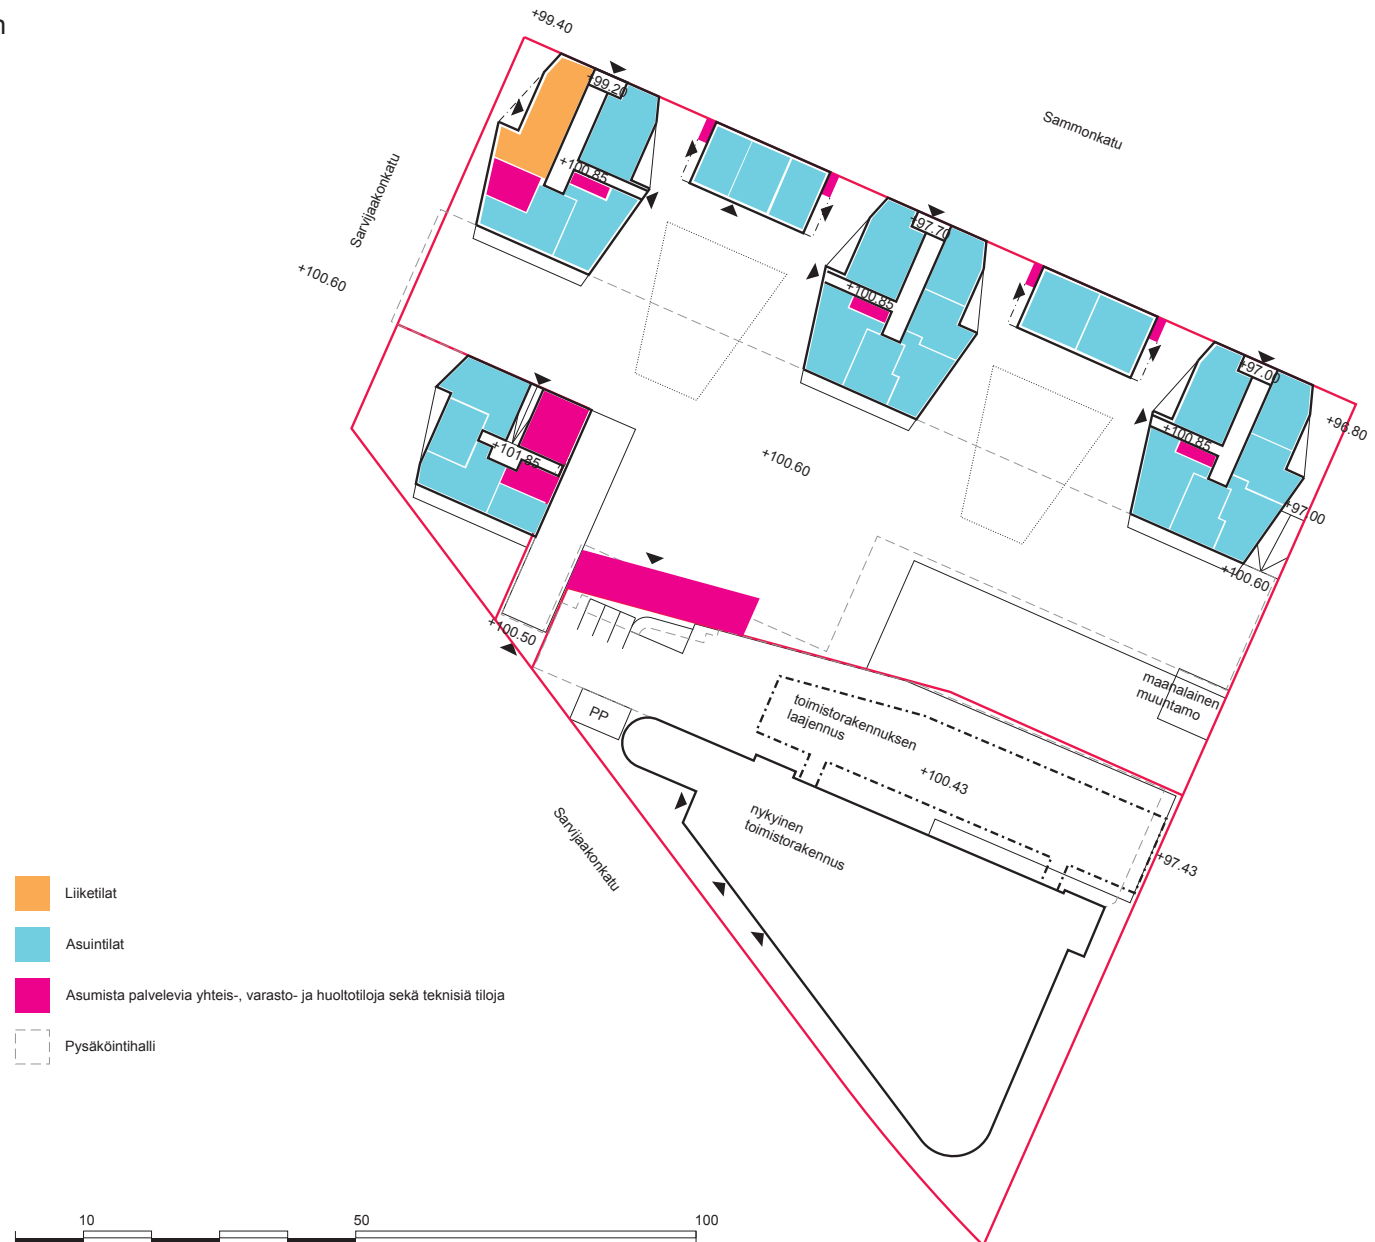 n
+99.40
+99.20
Sammonkatu
+100.85
Sarvijaakonkatu
+97.70
+100.60
+100.85
+97.00
+96.80
+100.85
+101.85
+100.60
+97.00
+100.60
+100.50
maanalainen
muuntamo
toimistorakennuksen
laajennus
PP
+100.43
nykyinen
toimistorakennus
Sarvijaakonkatu
+97.43
Liiketilat
Asuintilat
Asumista palvelevia yhteis-, varasto- ja huoltotiloja sekä teknisiä tiloja
Pysäköintihalli
10
50
100